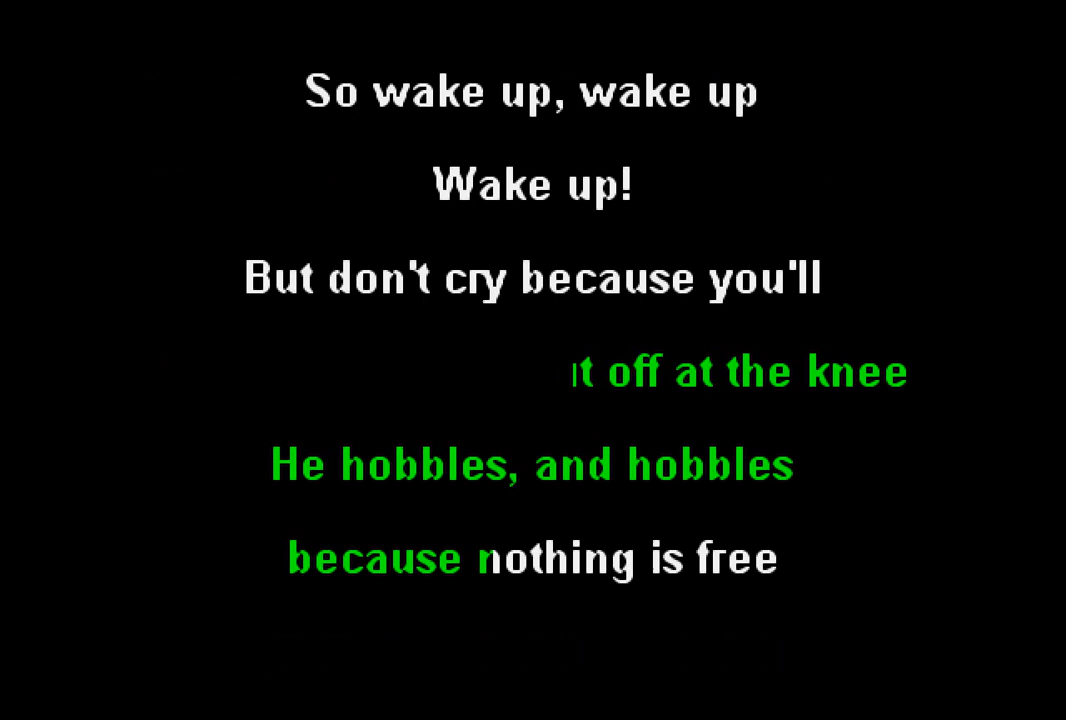 So wake up, wake up
Wake up!
But don't cry because you'll
off at the knee
He hobbles, and hobbles
because nothing is free